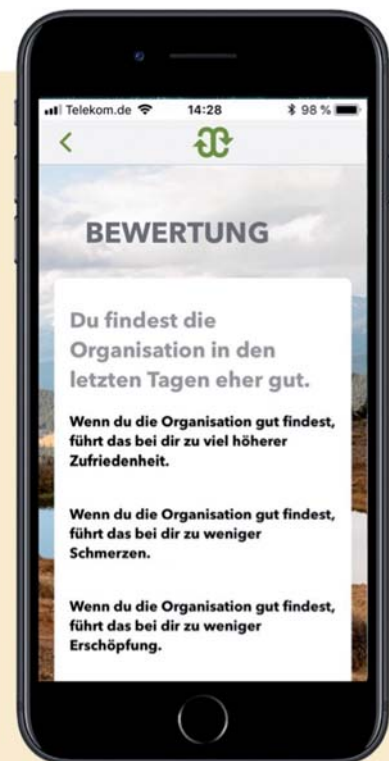 Telekom.de 14:28 98 %
BEWERTUNG
Du findest die
Organisation in den
letzten Tagen eher gut.
Wenn du die Organisation gut findest,
führt das bei dir zu viel höherer
Zufriedenheit.
Wenn du die Organisation gut findest,
führt das bei dir zu weniger
Schmerzen.
Wenn du die Organisation gut findest,
führt das bei dir zu weniger
Erschöpfung.